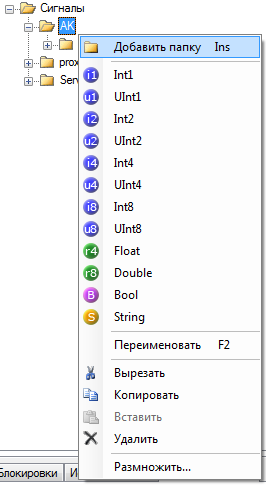 Сигналы
АК
Добавить папку Ins
prox
Serv
i1 Int1
u1 UInt1
i2 Int2
u2 UInt2
i4 Int4
u4 UInt4
i8 Int8
u8 UInt8
r4 Float
r8 Double
B Bool
S String
Переименовать F2
Вырезать
Копировать
Вставить
Удалить
Размножить...
Блокировки